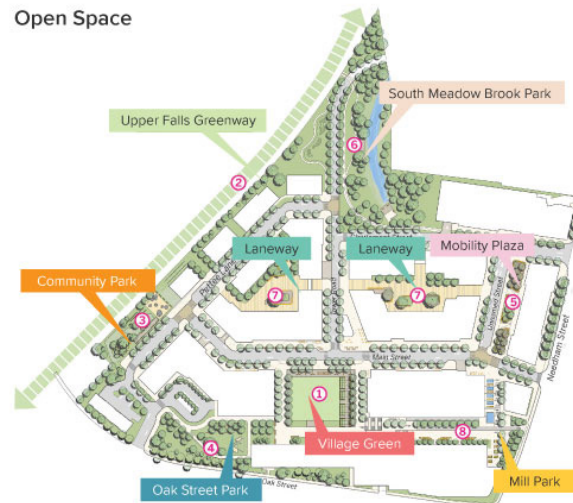 Open Space
South Meadow Brook Park
Upper Falls Greenway
6
2
Laneway
Laneway
Mobility Plaza
Community Park
7
7
5
3
Needham Street
Main Street
1
Village Green
8
4
Oak Street Park
Oak Street
Mill Park